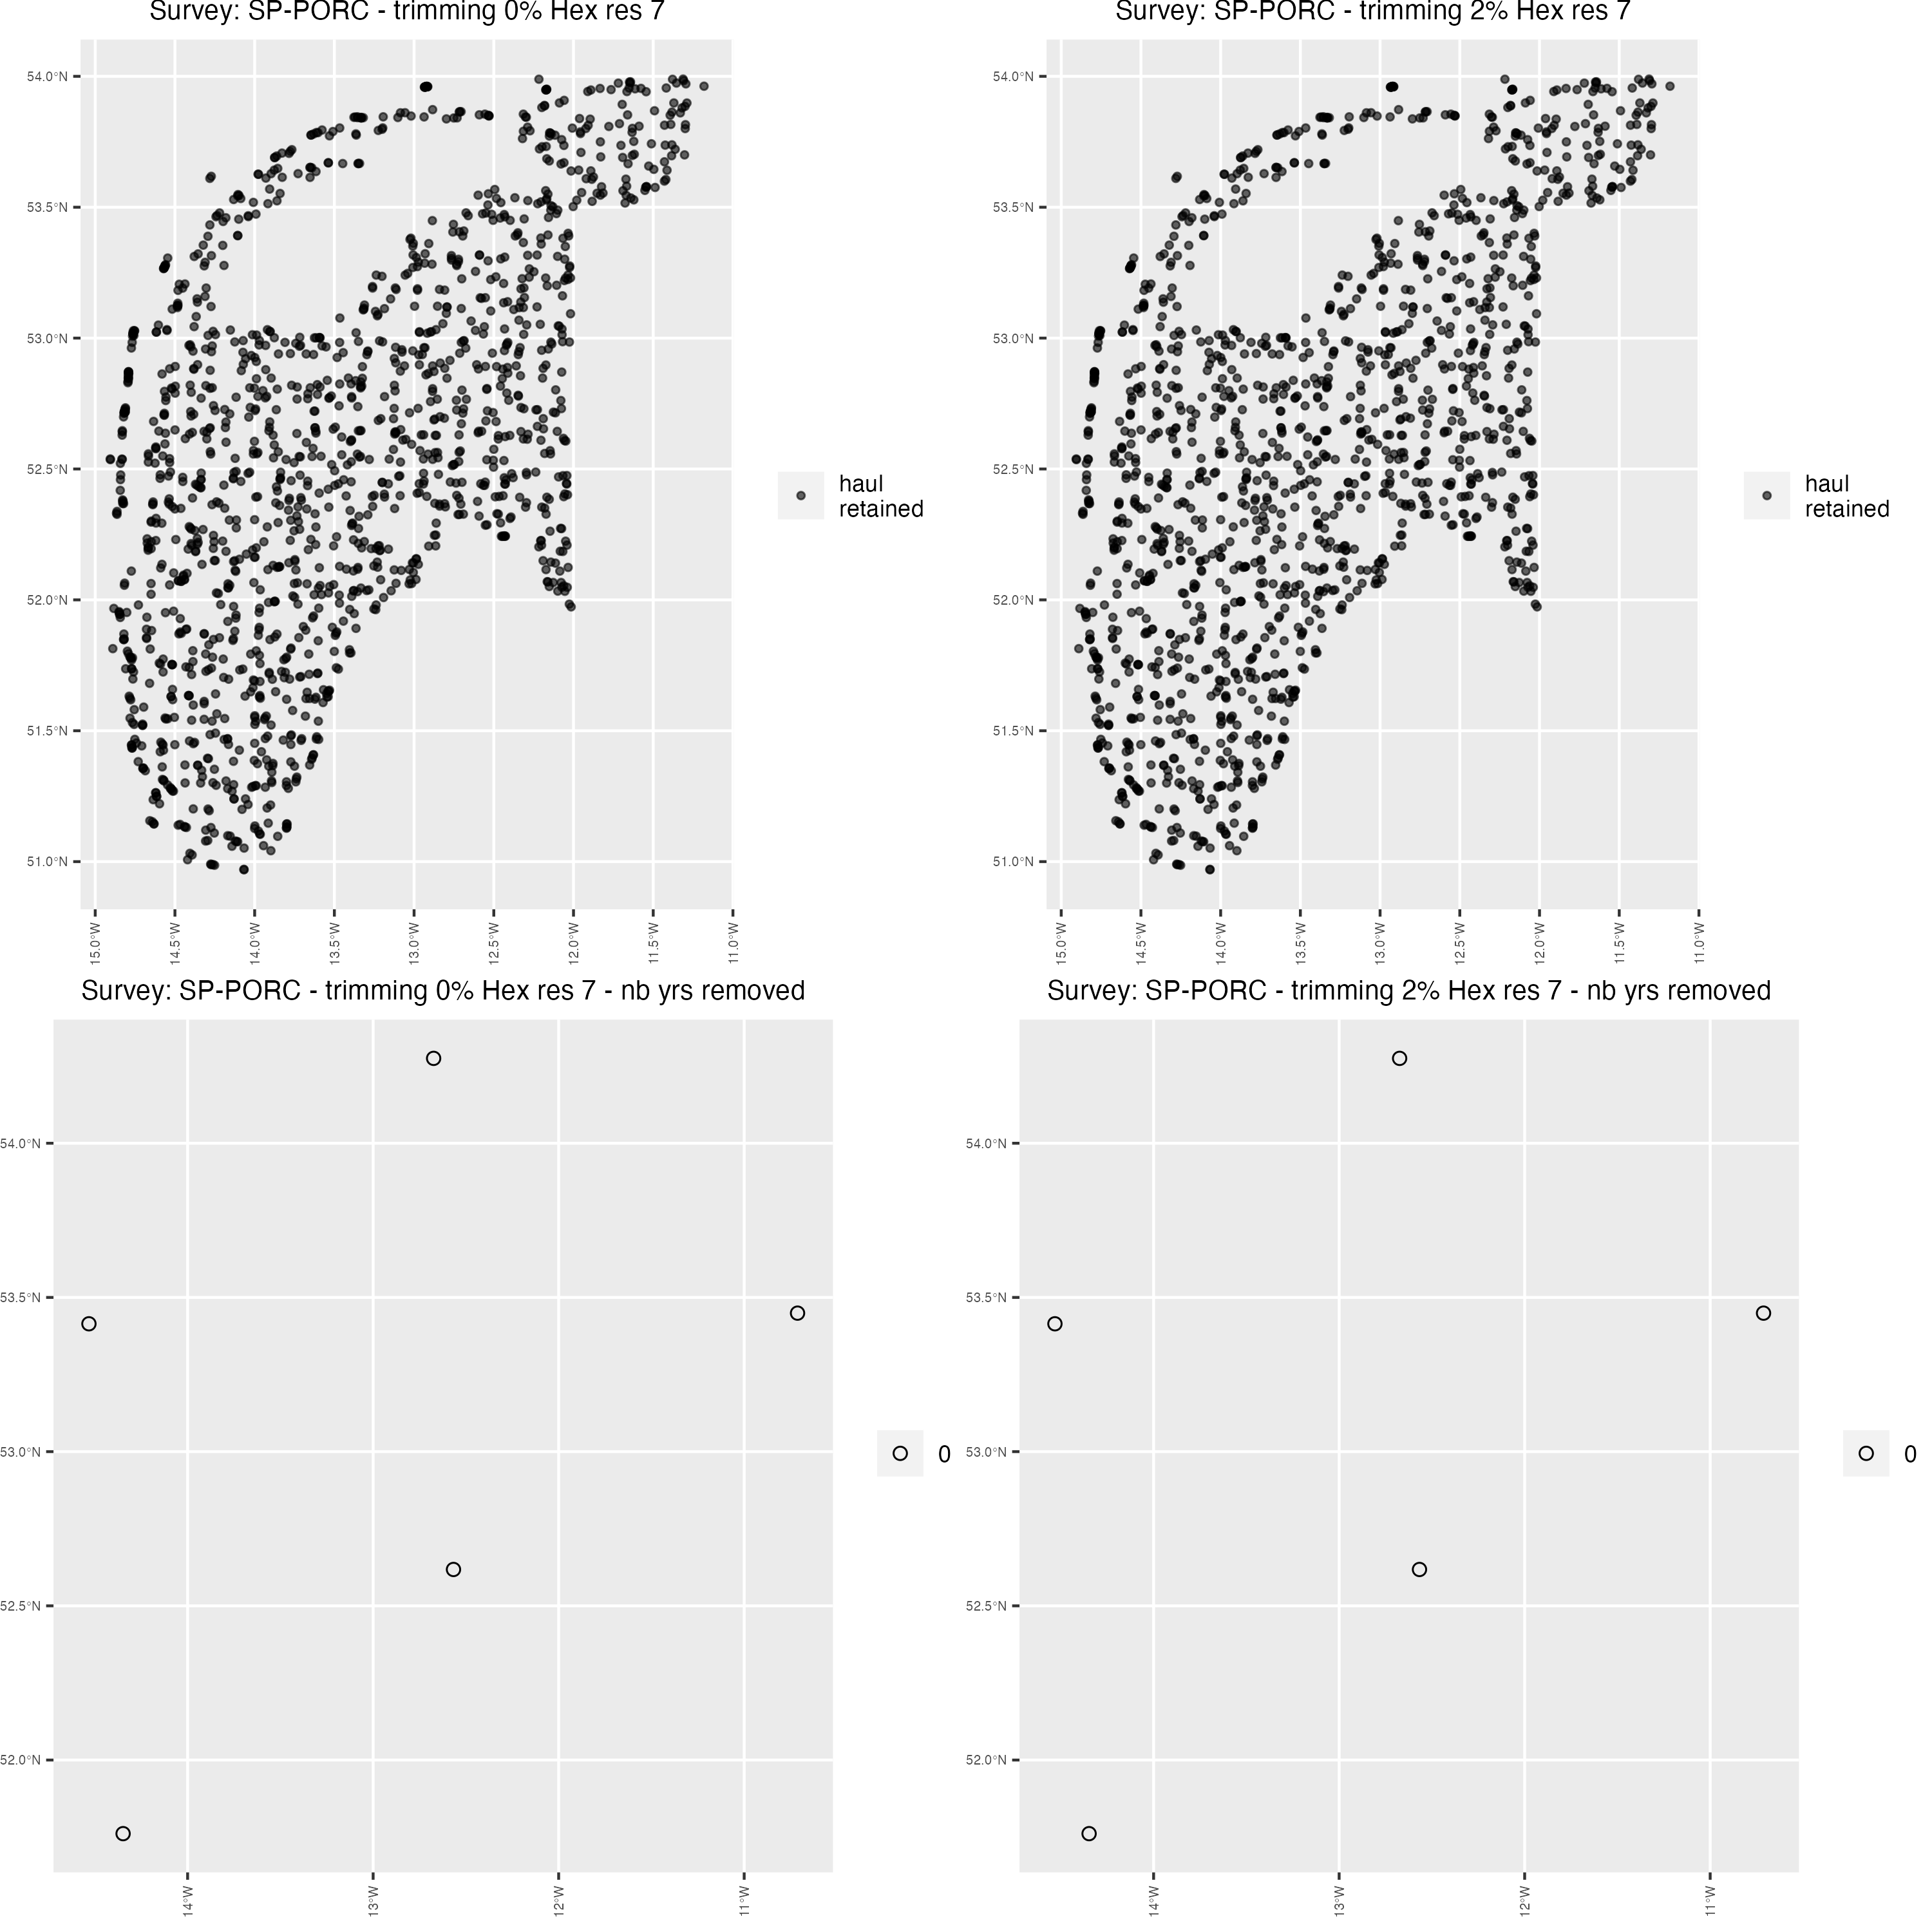 Survey: SP-PORC - trimming 0% Hex res 7
54.0°N
53.5°N
53.0°N
52.5°N
52.0°N
51.5°N
51.0°N
15.0°W
14.5°W
14.0°W
13.5°W
13.0°W
12.5°W
12.0°W
11.5°W
11.0°W
haul
retained
Survey: SP-PORC - trimming 2% Hex res 7
54.0°N
53.5°N
53.0°N
52.5°N
52.0°N
51.5°N
51.0°N
15.0°W
14.5°W
14.0°W
13.5°W
13.0°W
12.5°W
12.0°W
11.5°W
11.0°W
haul
retained
Survey: SP-PORC - trimming 0% Hex res 7 - nb yrs removed
54.0°N
53.5°N
53.0°N
52.5°N
52.0°N
14°W
13°W
12°W
11°W
0
Survey: SP-PORC - trimming 2% Hex res 7 - nb yrs removed
54.0°N
53.5°N
53.0°N
52.5°N
52.0°N
14°W
13°W
12°W
11°W
0